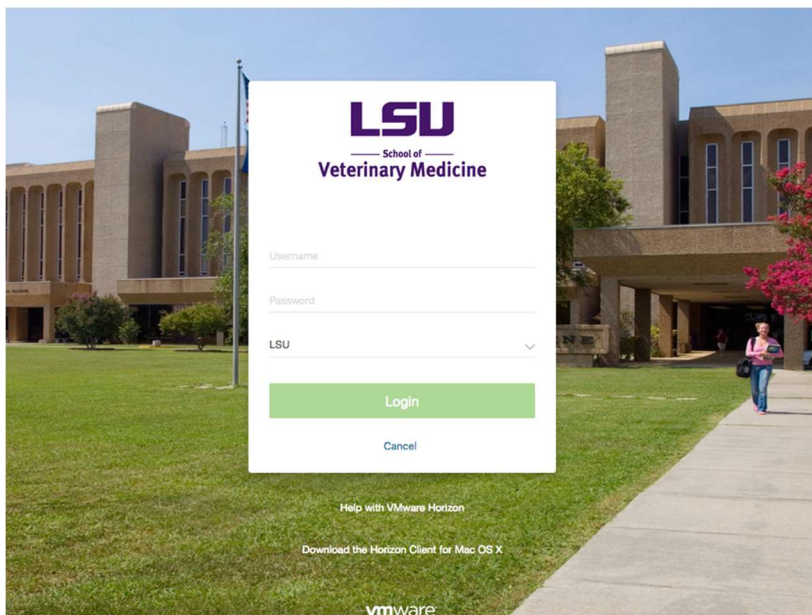 LSU
School of
Veterinary Medicine
Username
Password
LSU
Login
Cancel
Help with VMware Horizon
Download the Horizon Client for Mac OS X
vmware